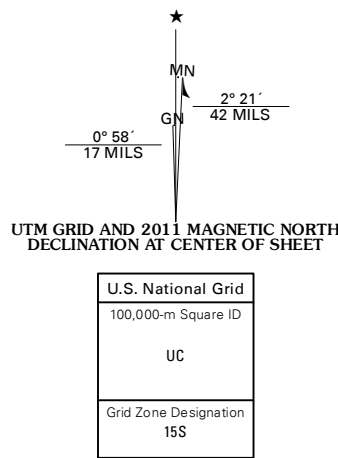 ★
MN
GN
2° 21´
42 MILS
0° 58´
17 MILS
UTM GRID AND 2011 MAGNETIC NORTH
DECLINATION AT CENTER OF SHEET
U.S. National Grid
100,000-m Square ID
UC
Grid Zone Designation
15S